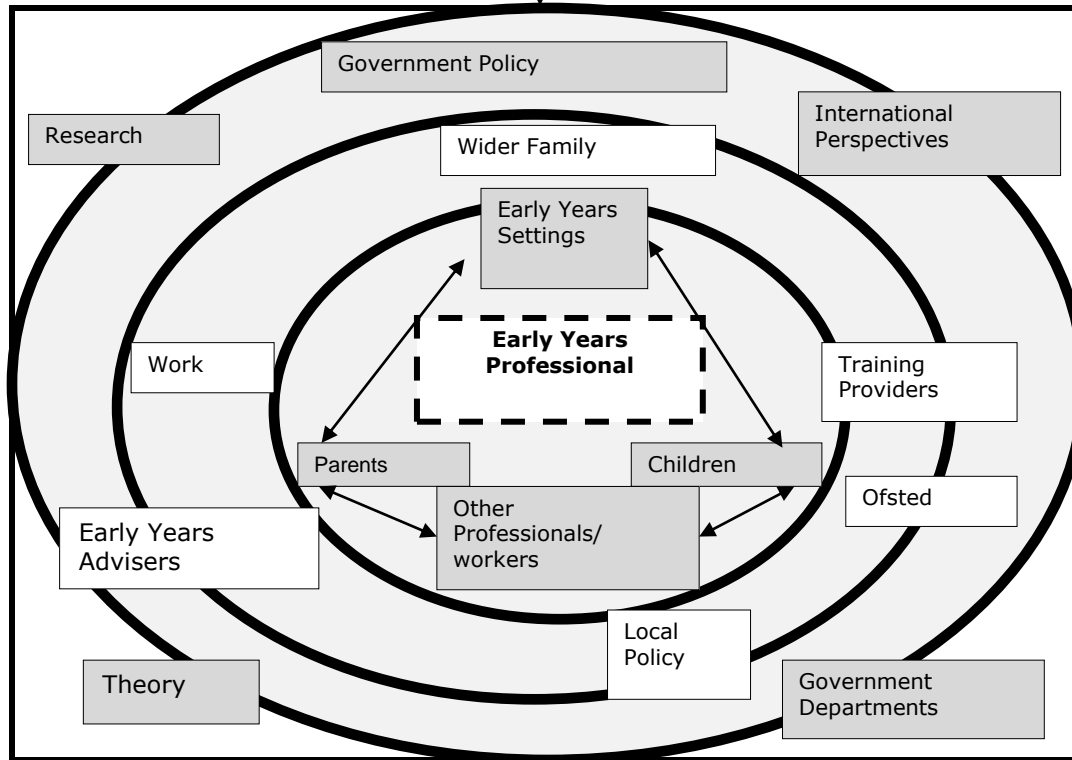 Government Policy
International
Perspectives
Research
Wider Family
Early Years
Settings
Early Years
Professional
Work
Training
Providers
Parents
Children
Other
Professionals/
workers
Ofsted
Early Years
Advisers
Local
Policy
Theory
Government
Departments